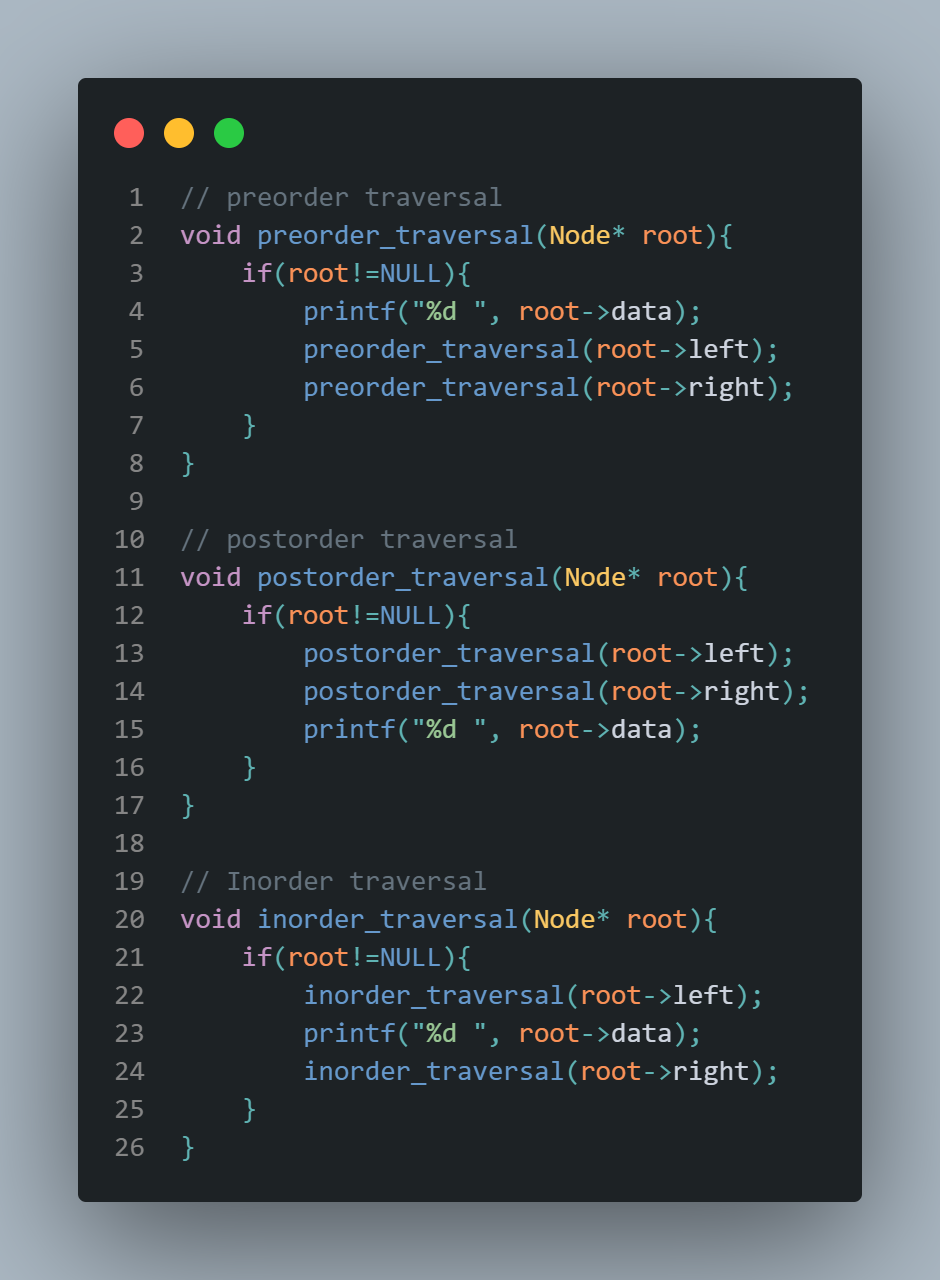 1 // preorder traversal
2 void preorder_traversal(Node* root){
3     if(root!=NULL){
4         printf("%d ", root->data);
5         preorder_traversal(root->left);
6         preorder_traversal(root->right);
7     }
8 }
9
10 // postorder traversal
11 void postorder_traversal(Node* root){
12     if(root!=NULL){
13         postorder_traversal(root->left);
14         postorder_traversal(root->right);
15         printf("%d ", root->data);
16     }
17 }
18
19 // Inorder traversal
20 void inorder_traversal(Node* root){
21     if(root!=NULL){
22         inorder_traversal(root->left);
23         printf("%d ", root->data);
24         inorder_traversal(root->right);
25     }
26 }